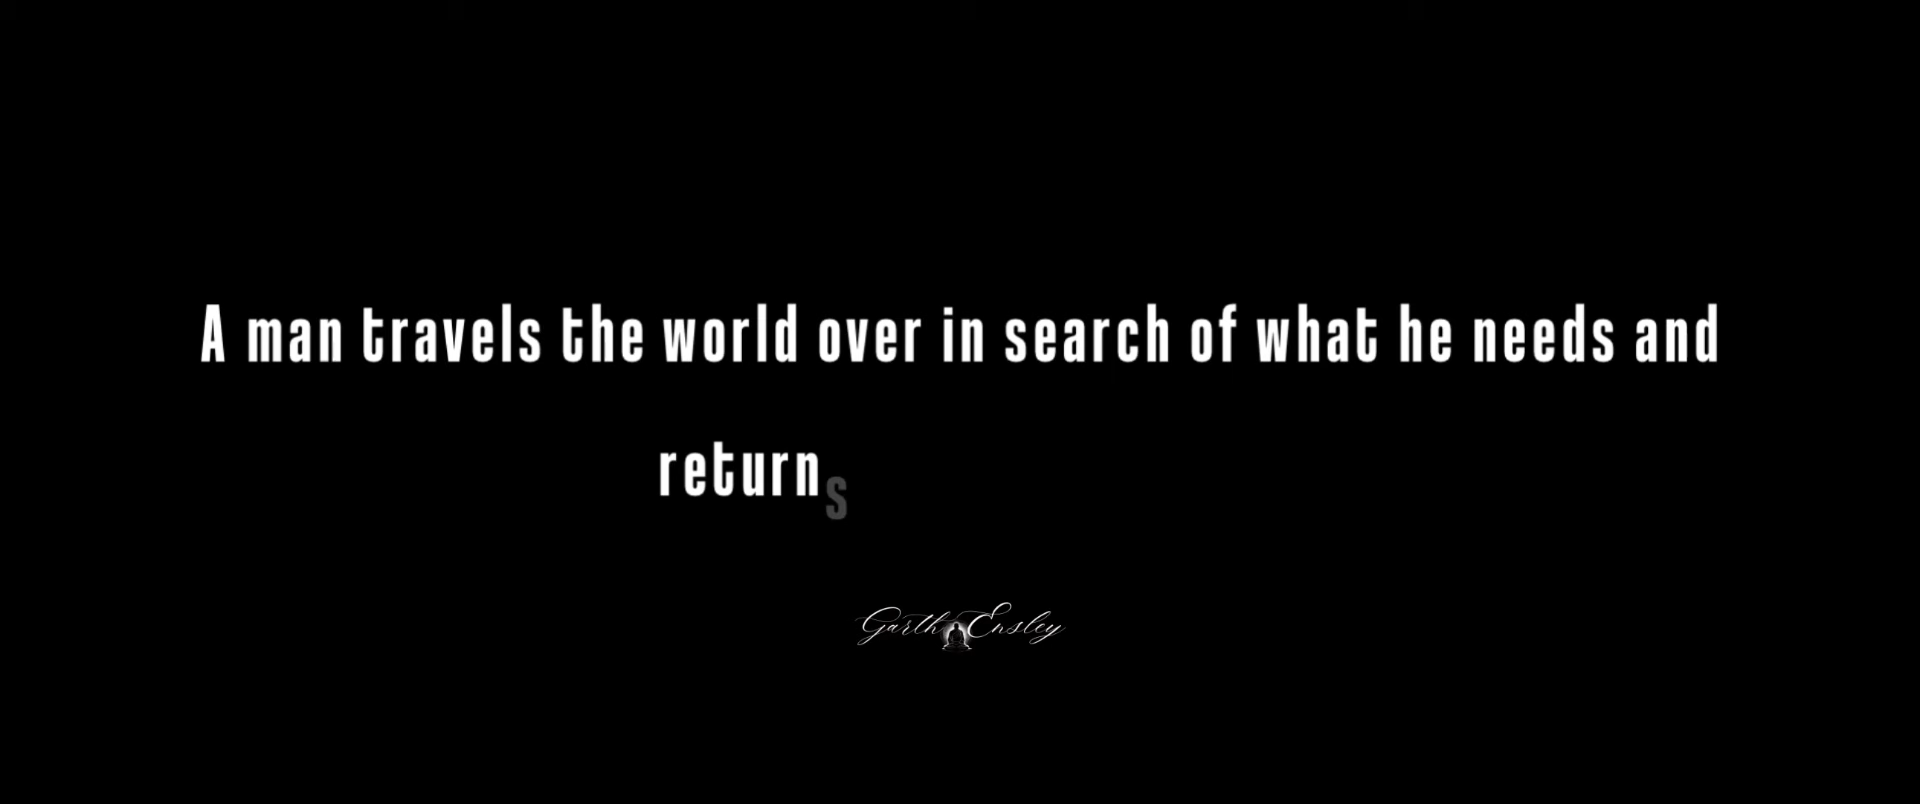 A man travels the world over in search of what he needs and
returns
Garth Ensley